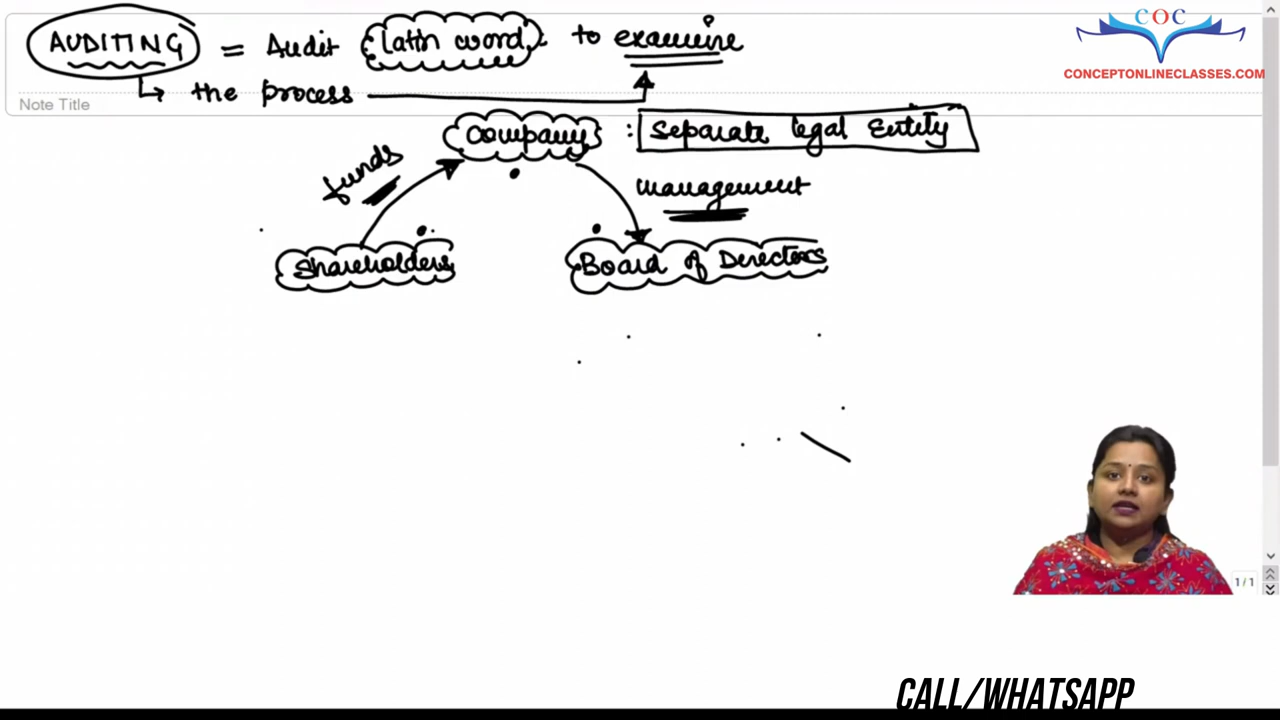 AUDITING = Audit (latin word) to examine
↳ the process
Note Title
COC
CONCEPTONLINECLASSES.COM
company : Separate legal Entity
funds
management
Shareholders
Board of Directors
1/1
CALL/WHATSAPP